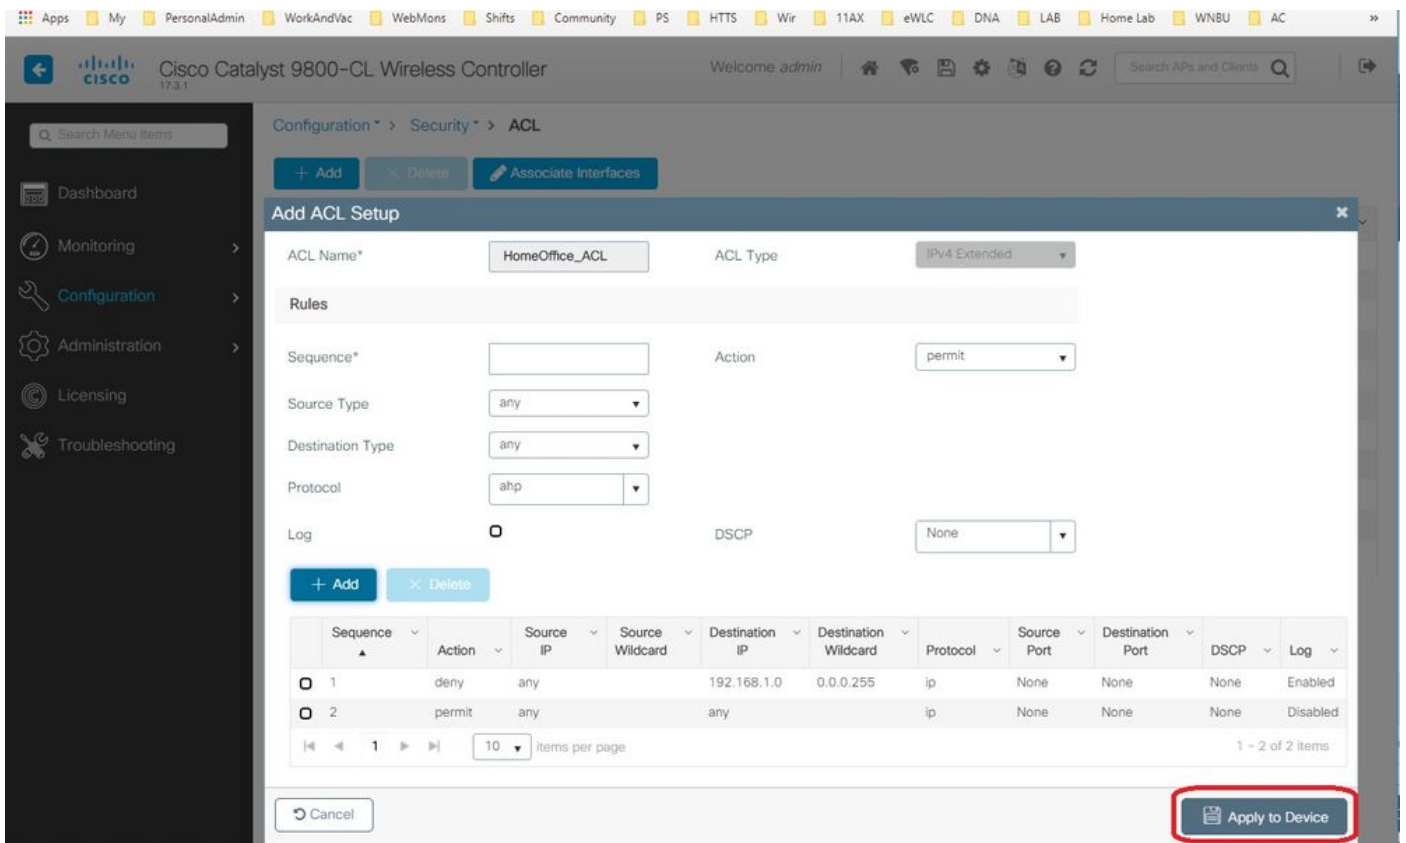 Apps My PersonalAdmin WorkAndVac WebMons Shifts Community PS HTTS Wir 11AX eWLC DNA LAB Home Lab WNBU AC »
CISCO Cisco Catalyst 9800-CL Wireless Controller Welcome admin Search APs and Clients
17.3.1
Search Menu Items
Configuration > Security > ACL
+ Add × Delete Associate Interfaces
Dashboard
Add ACL Setup
Monitoring
ACL Name* HomeOffice_ACL ACL Type IPv4 Extended
Configuration
Rules
Administration
Sequence* Action permit
Licensing
Source Type any
Troubleshooting
Destination Type any
Protocol ahp
Log DSCP None
+ Add × Delete
Sequence Action Source IP Source Wildcard Destination IP Destination Wildcard Protocol Source Port Destination Port DSCP Log
1 deny any 192.168.1.0 0.0.0.255 ip None None None Enabled
2 permit any any ip None None None Disabled
1 10 items per page 1 - 2 of 2 items
Cancel Apply to Device